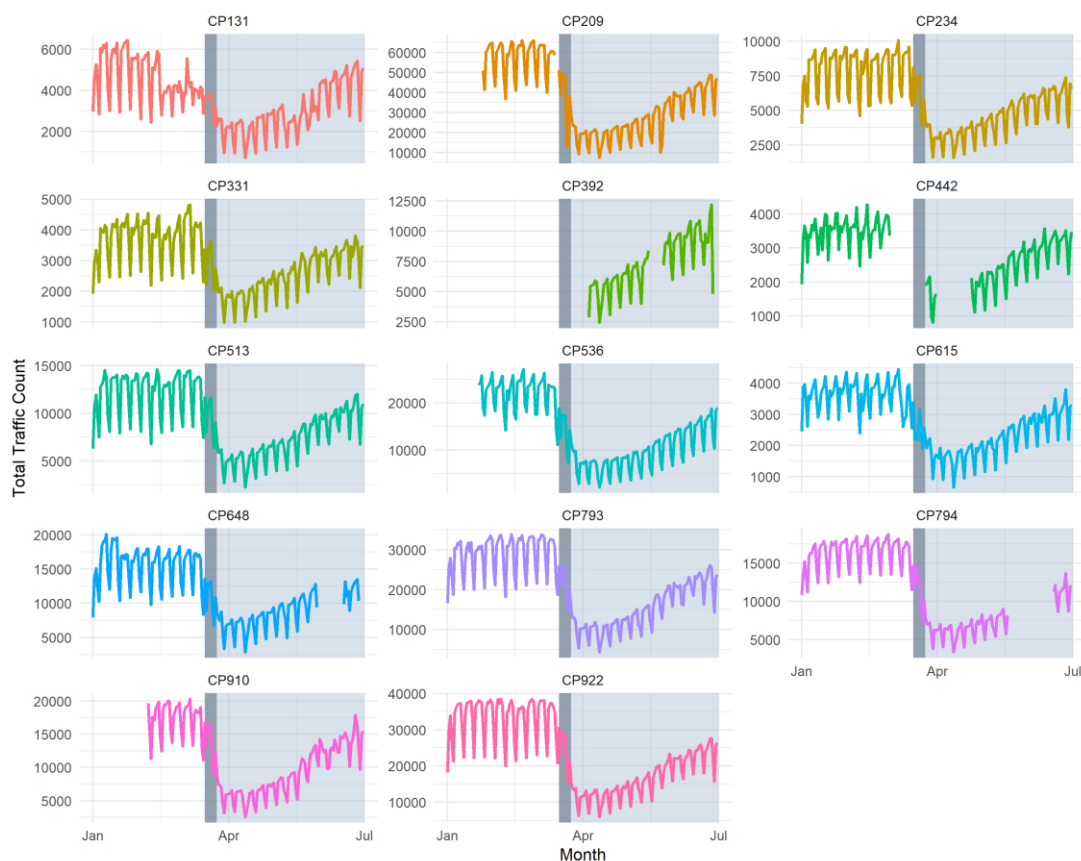 CP131 CP209 CP234
6000 4000 2000
60000 50000 40000 30000 20000 10000
10000 7500 5000 2500
CP331 CP392 CP442
5000 4000 3000 2000 1000
12500 10000 7500 5000 2500
4000 3000 2000 1000
CP513 CP536 CP615
15000 10000 5000
20000 10000
4000 3000 2000 1000
CP648 CP793 CP794
20000 15000 10000 5000
30000 20000 10000
15000 10000 5000
Jan Apr Jul
CP910 CP922
20000 15000 10000 5000
40000 30000 20000 10000
Jan Apr Jul Jan Apr Jul
Month
Total Traffic Count